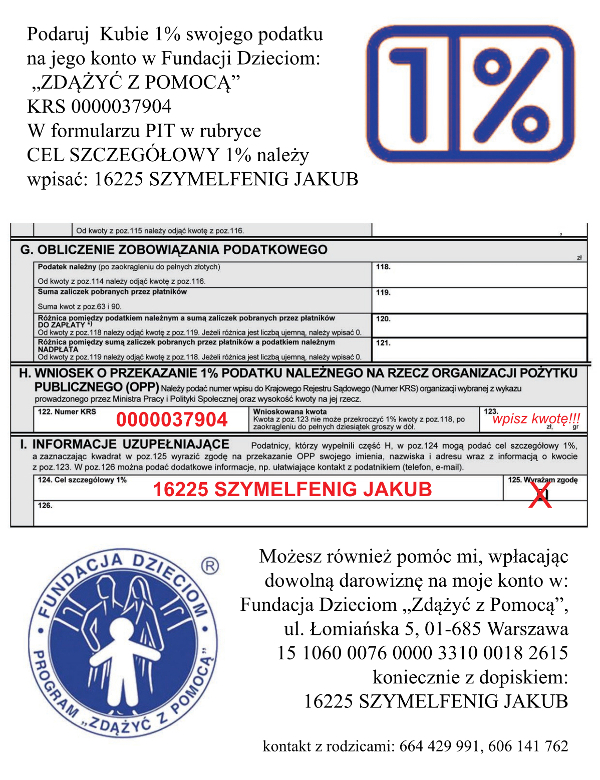 Podaruj Kubie 1% swojego podatku
na jego konto w Fundacji Dzieciom:
„ZDĄŻYĆ Z POMOCĄ”
KRS 0000037904
W formularzu PIT w rubryce
CEL SZCZEGÓŁOWY 1% należy
wpisać: 16225 SZYMELFENIG JAKUB
1%
Od kwoty z poz.115 należy odjąć kwotę z poz.116.
,
G. OBLICZENIE ZOBOWIĄZANIA PODATKOWEGO
zł
Podatek należny (po zaokrągleniu do pełnych złotych)
118.
Od kwoty z poz.114 należy odjąć kwotę z poz.116.
Suma zaliczek pobranych przez płatników
119.
Suma kwot z poz.63 i 90.
Różnica pomiędzy podatkiem należnym a sumą zaliczek pobranych przez płatników
120.
DO ZAPŁATY *)
Od kwoty z poz.118 należy odjąć kwotę z poz.119. Jeżeli różnica jest liczbą ujemną, należy wpisać 0.
Różnica pomiędzy sumą zaliczek pobranych przez płatników a podatkiem należnym
121.
NADPŁATA
Od kwoty z poz.119 należy odjąć kwotę z poz.118. Jeżeli różnica jest liczbą ujemną, należy wpisać 0.
H. WNIOSEK O PRZEKAZANIE 1% PODATKU NALEŻNEGO NA RZECZ ORGANIZACJI POŻYTKU
PUBLICZNEGO (OPP) Należy podać numer wpisu do Krajowego Rejestru Sądowego (Numer KRS) organizacji wybranej z wykazu
prowadzonego przez Ministra Pracy i Polityki Społecznej oraz wysokość kwoty na jej rzecz.
122. Numer KRS
0000037904
Wnioskowana kwota
Kwota z poz.123 nie może przekroczyć 1% kwoty z poz.118, po
zaokrągleniu do pełnych dziesiątek groszy w dół.
123.
wpisz kwotę!!!
zł, gr
I. INFORMACJE UZUPEŁNIAJĄCE Podatnicy, którzy wypełnili część H, w poz.124 mogą podać cel szczegółowy 1%,
a zaznaczając kwadrat w poz.125 wyrazić zgodę na przekazanie OPP swojego imienia, nazwiska i adresu wraz z informacją o kwocie
z poz.123. W poz.126 można podać dodatkowe informacje, np. ułatwiające kontakt z podatnikiem (telefon, e-mail).
124. Cel szczegółowy 1%
16225 SZYMELFENIG JAKUB
125. Wyrażam zgodę
X
126.
FUNDACJA DZIECIOM
PROGRAM „ZDĄŻYĆ Z POMOCĄ”
®
Możesz również pomóc mi, wpłacając
dowolną darowiznę na moje konto w:
Fundacja Dzieciom „Zdążyć z Pomocą”,
ul. Łomiańska 5, 01-685 Warszawa
15 1060 0076 0000 3310 0018 2615
koniecznie z dopiskiem:
16225 SZYMELFENIG JAKUB
kontakt z rodzicami: 664 429 991, 606 141 762